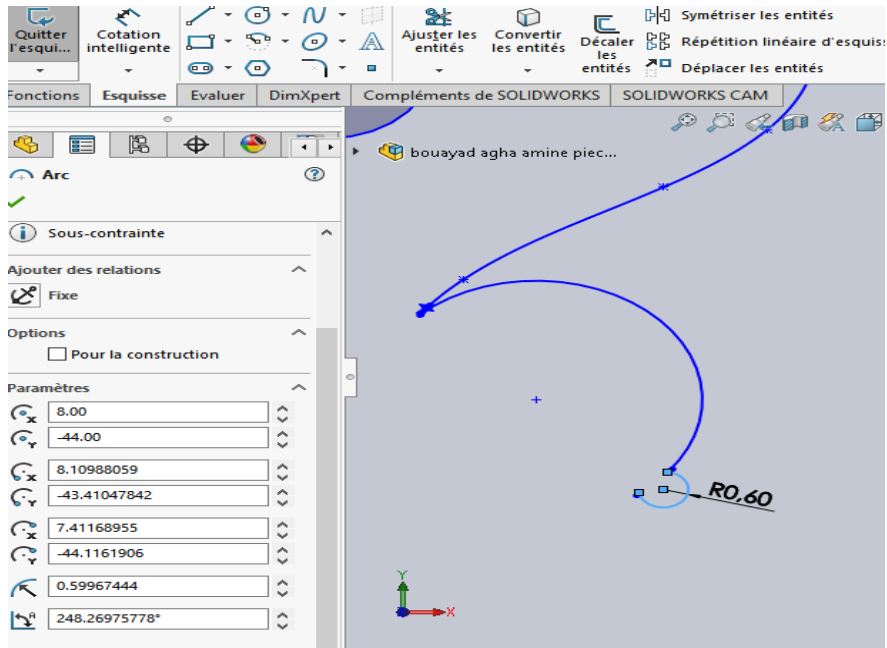 Quitter l'esqui...
Cotation intelligente
Ajuster les entités
Convertir les entités
Décaler les entités
Symétriser les entités
Répétition linéaire d'esquiss
Déplacer les entités
Fonctions
Esquisse
Evaluer
DimXpert
Compléments de SOLIDWORKS
SOLIDWORKS CAM
bouayad agha amine piec...
Arc
Sous-contrainte
Ajouter des relations
Fixe
Options
Pour la construction
Paramètres
8.00
-44.00
8.10988059
-43.41047842
7.41168955
-44.1161906
0.59967444
248.26975778°
R0,60
Y
X